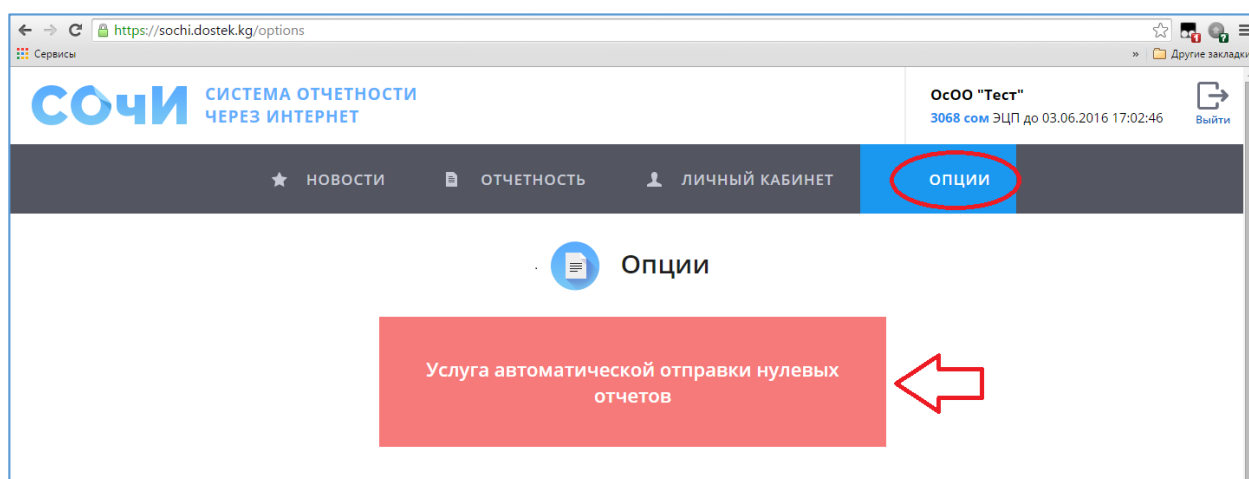 https://sochi.dostek.kg/options
Сервисы
» Другие закладки
СОчИ
СИСТЕМА ОТЧЕТНОСТИ
ЧЕРЕЗ ИНТЕРНЕТ
ОсОО "Тест"
3068 сом ЭЦП до 03.06.2016 17:02:46
Выйти
НОВОСТИ ОТЧЕТНОСТЬ ЛИЧНЫЙ КАБИНЕТ ОПЦИИ
Опции
Услуга автоматической отправки нулевых
отчетов